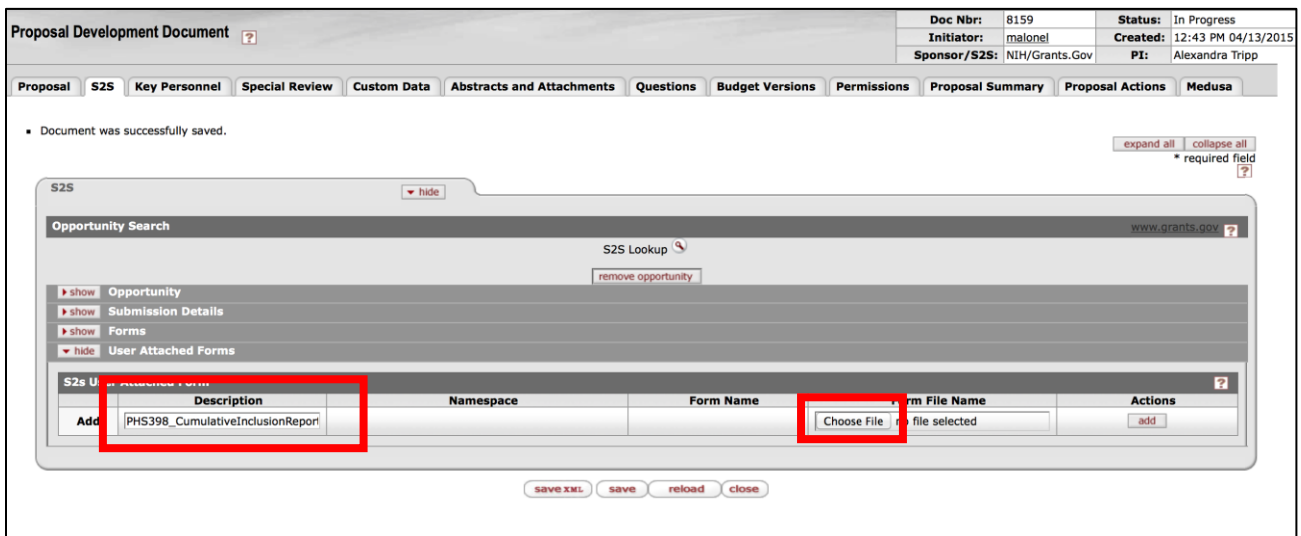 Proposal Development Document ?
Doc Nbr: 8159 Status: In Progress
Initiator: malonel Created: 12:43 PM 04/13/2015
Sponsor/S2S: NIH/Grants.Gov PI: Alexandra Tripp
Proposal S2S Key Personnel Special Review Custom Data Abstracts and Attachments Questions Budget Versions Permissions Proposal Summary Proposal Actions Medusa
Document was successfully saved.
expand all collapse all
* required field
?
S2S hide
Opportunity Search www.grants.gov ?
S2S Lookup
remove opportunity
show Opportunity
show Submission Details
show Forms
hide User Attached Forms
S2s User Attached Form ?
Description Namespace Form Name Form File Name Actions
Add PHS398_CumulativeInclusionReport Choose File no file selected add
save XML save reload close